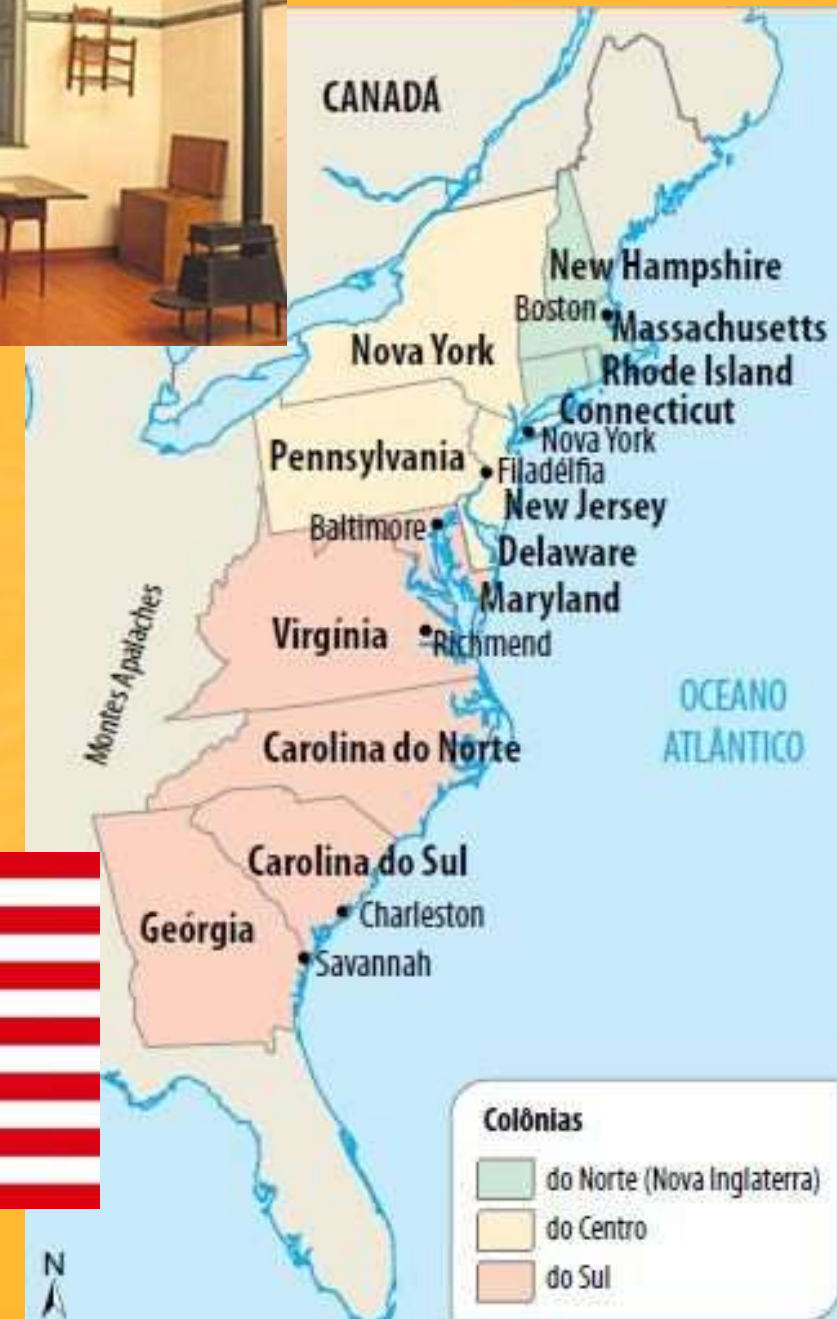 CANADÁ
New Hampshire
Boston
Massachusetts
Nova York
Rhode Island
Connecticut
Nova York
Pennsylvania
Filadélfia
New Jersey
Baltimore
Delaware
Maryland
Montes Apalaches
Virgínia
Richmend
OCEANO
ATLÂNTICO
Carolina do Norte
Carolina do Sul
Geórgia
Charleston
Savannah
Colônias
do Norte (Nova Inglaterra)
do Centro
do Sul
N